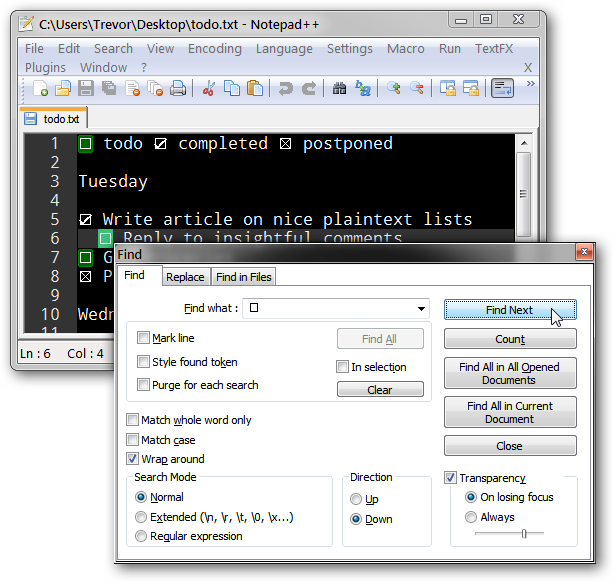 C:\Users\Trevor\Desktop\todo.txt - Notepad++
File Edit Search View Encoding Language Settings Macro Run TextFX
Plugins Window ? X
todo.txt
1 ☐ todo ☑ completed ☒ postponed
2
3 Tuesday
4
5 ☑ Write article on nice plaintext lists
6 ☐ Reply to insightful comments
7 ☐ G
8 ☒ P
9
10 Wedn
11
Ln : 6 Col : 4
Find
Find Replace Find in Files
Find what : ☐
Find Next
Mark line
Find All
Count
Style found token
In selection
Find All in All Opened
Documents
Purge for each search
Clear
Find All in Current
Document
Match whole word only
Match case
Close
Wrap around
Search Mode
Normal
Extended (\n, \r, \t, \0, \x...)
Regular expression
Direction
Up
Down
Transparency
On losing focus
Always